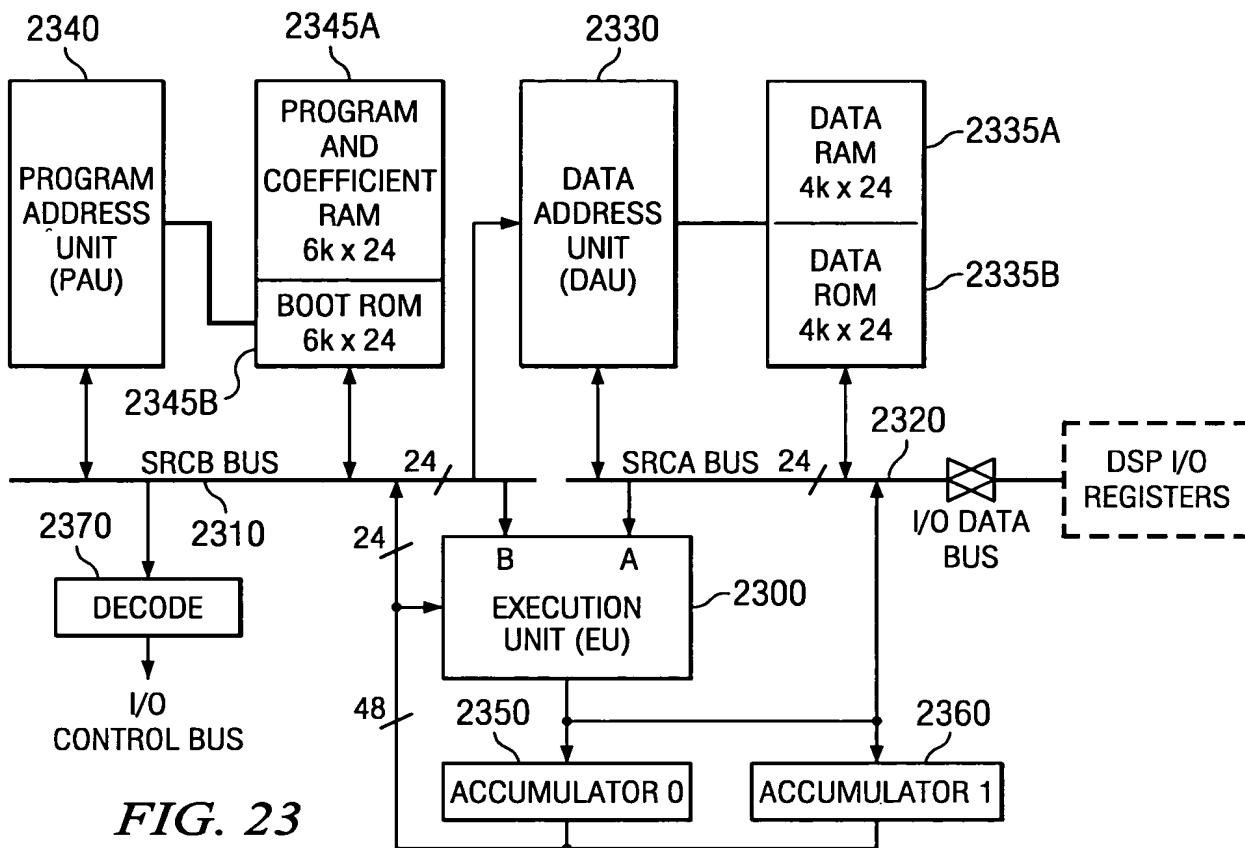 2340
2345A
2330
PROGRAM
ADDRESS
UNIT
(PAU)
PROGRAM
AND
COEFFICIENT
RAM
6k x 24
BOOT ROM
6k x 24
2345B
DATA
ADDRESS
UNIT
(DAU)
DATA
RAM
4k x 24
2335A
DATA
ROM
4k x 24
2335B
SRCB BUS
24
2310
SRCA BUS
24
2320
I/O DATA
BUS
DSP I/O
REGISTERS
2370
DECODE
I/O
CONTROL BUS
24
48
B
A
EXECUTION
UNIT (EU)
2300
2350
ACCUMULATOR 0
2360
ACCUMULATOR 1
FIG. 23